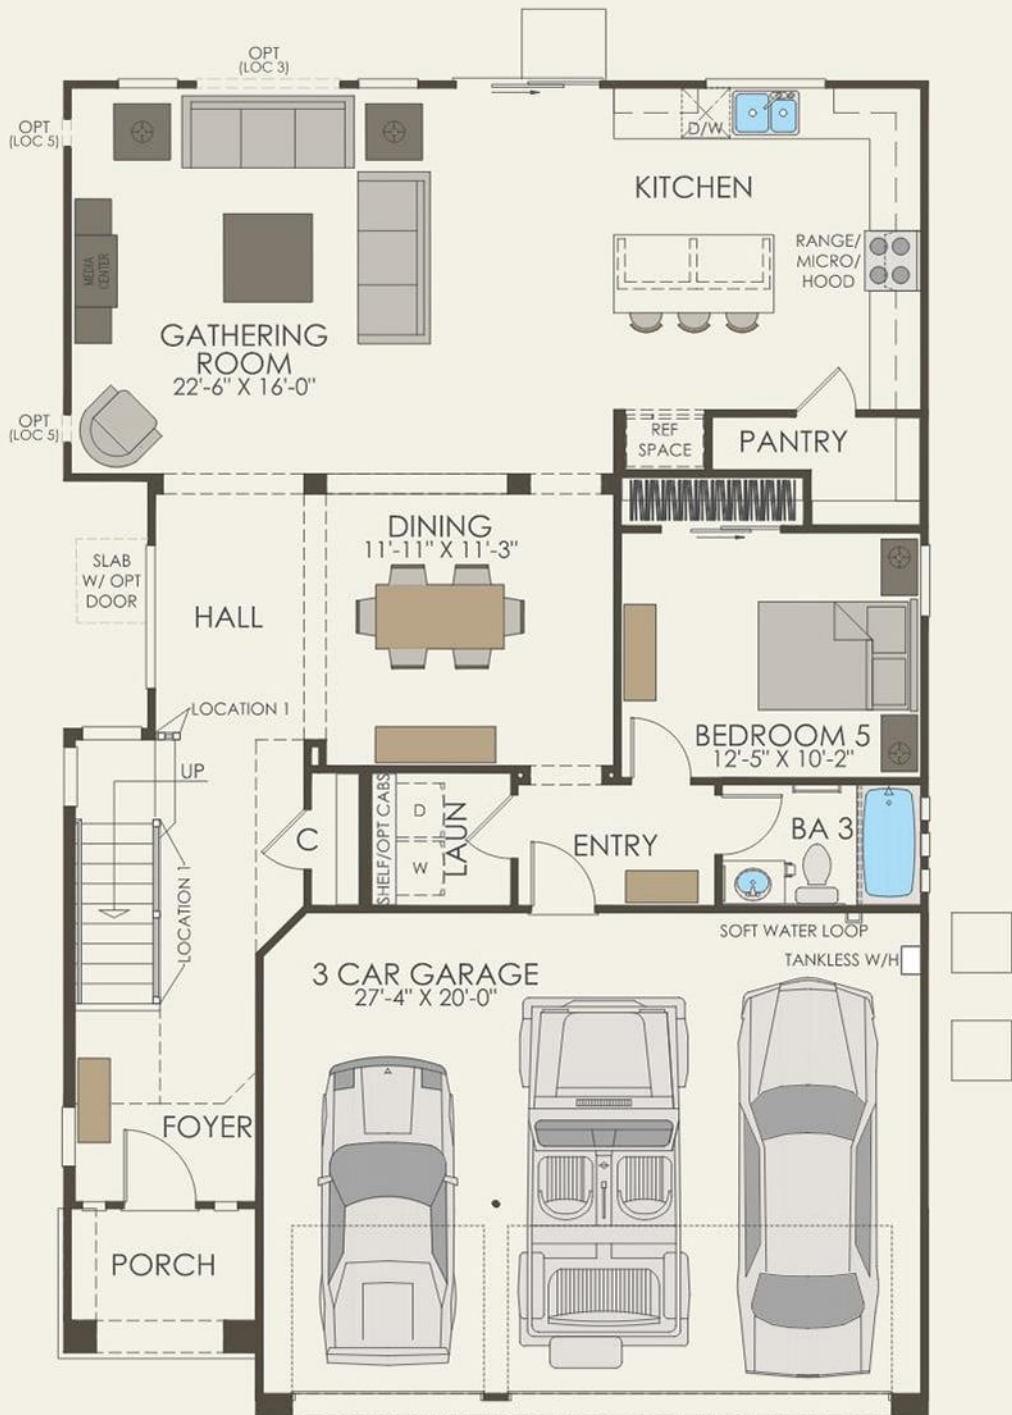 OPT
(LOC 3)
OPT
(LOC 5)
D/W
KITCHEN
RANGE/
MICRO/
HOOD
MEDIA
CENTER
GATHERING
ROOM
22'-6" X 16'-0"
OPT
(LOC 5)
REF
SPACE
PANTRY
DINING
11'-11" X 11'-3"
SLAB
W/ OPT
DOOR
HALL
LOCATION 1
BEDROOM 5
12'-5" X 10'-2"
UP
SHELF/OPT CABS
D
W
LAUN
C
ENTRY
BA 3
LOCATION 1
SOFT WATER LOOP
TANKLESS W/H
3 CAR GARAGE
27'-4" X 20'-0"
FOYER
PORCH